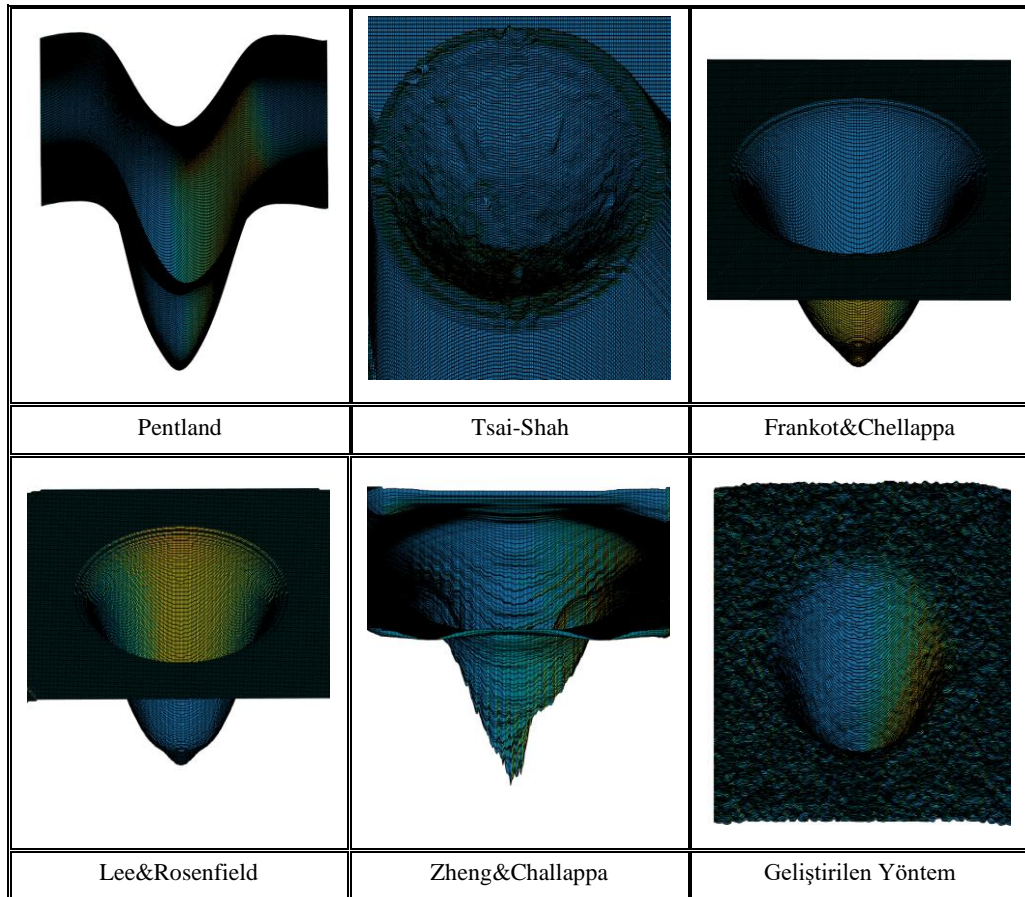 Pentland
Tsai-Shah
Frankot&Chellappa
Lee&Rosenfield
Zheng&Challappa
Geliştirilen Yöntem